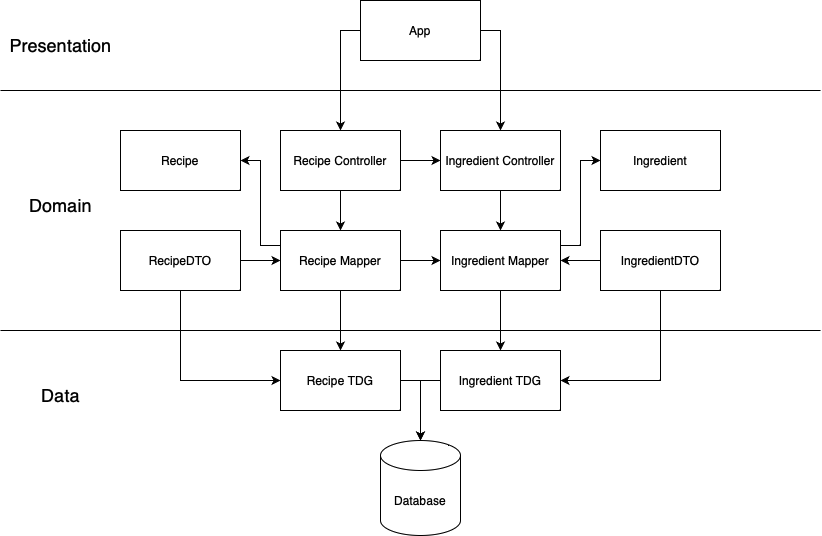 App
Presentation
Recipe
Recipe Controller
Ingredient Controller
Ingredient
Domain
RecipeDTO
Recipe Mapper
Ingredient Mapper
IngredientDTO
Recipe TDG
Ingredient TDG
Data
Database